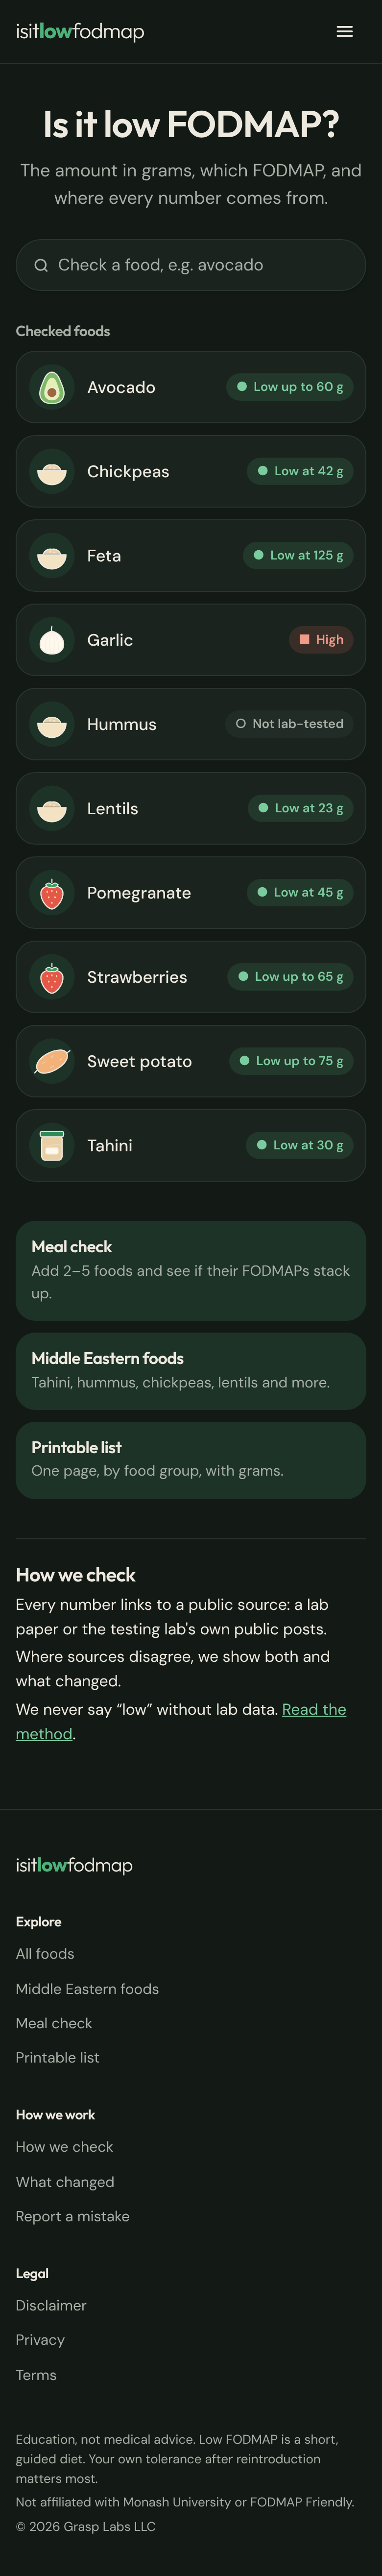 isitlowfodmap
Is it low FODMAP?
The amount in grams, which FODMAP, and
where every number comes from.
Check a food, e.g. avocado
Checked foods
Avocado
Low up to 60 g
Chickpeas
Low at 42 g
Feta
Low at 125 g
Garlic
High
Hummus
Not lab-tested
Lentils
Low at 23 g
Pomegranate
Low at 45 g
Strawberries
Low up to 65 g
Sweet potato
Low up to 75 g
Tahini
Low at 30 g
Meal check
Add 2–5 foods and see if their FODMAPs stack
up.
Middle Eastern foods
Tahini, hummus, chickpeas, lentils and more.
Printable list
One page, by food group, with grams.
How we check
Every number links to a public source: a lab
paper or the testing lab's own public posts.
Where sources disagree, we show both and
what changed.
We never say “low” without lab data. Read the
method.
isitlowfodmap
Explore
All foods
Middle Eastern foods
Meal check
Printable list
How we work
How we check
What changed
Report a mistake
Legal
Disclaimer
Privacy
Terms
Education, not medical advice. Low FODMAP is a short,
guided diet. Your own tolerance after reintroduction
matters most.
Not affiliated with Monash University or FODMAP Friendly.
© 2026 Grasp Labs LLC